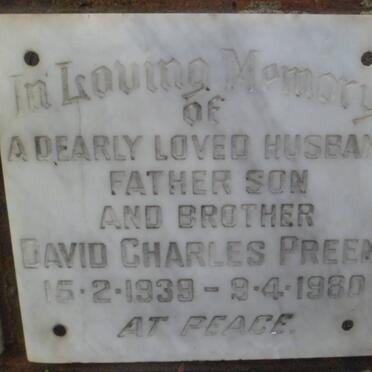 In Loving Memory
OF
A DEARLY LOVED HUSBAN
FATHER SON
AND BROTHER
DAVID CHARLES PREEN
15·2·1939 - 9·4·1980
AT PEACE.